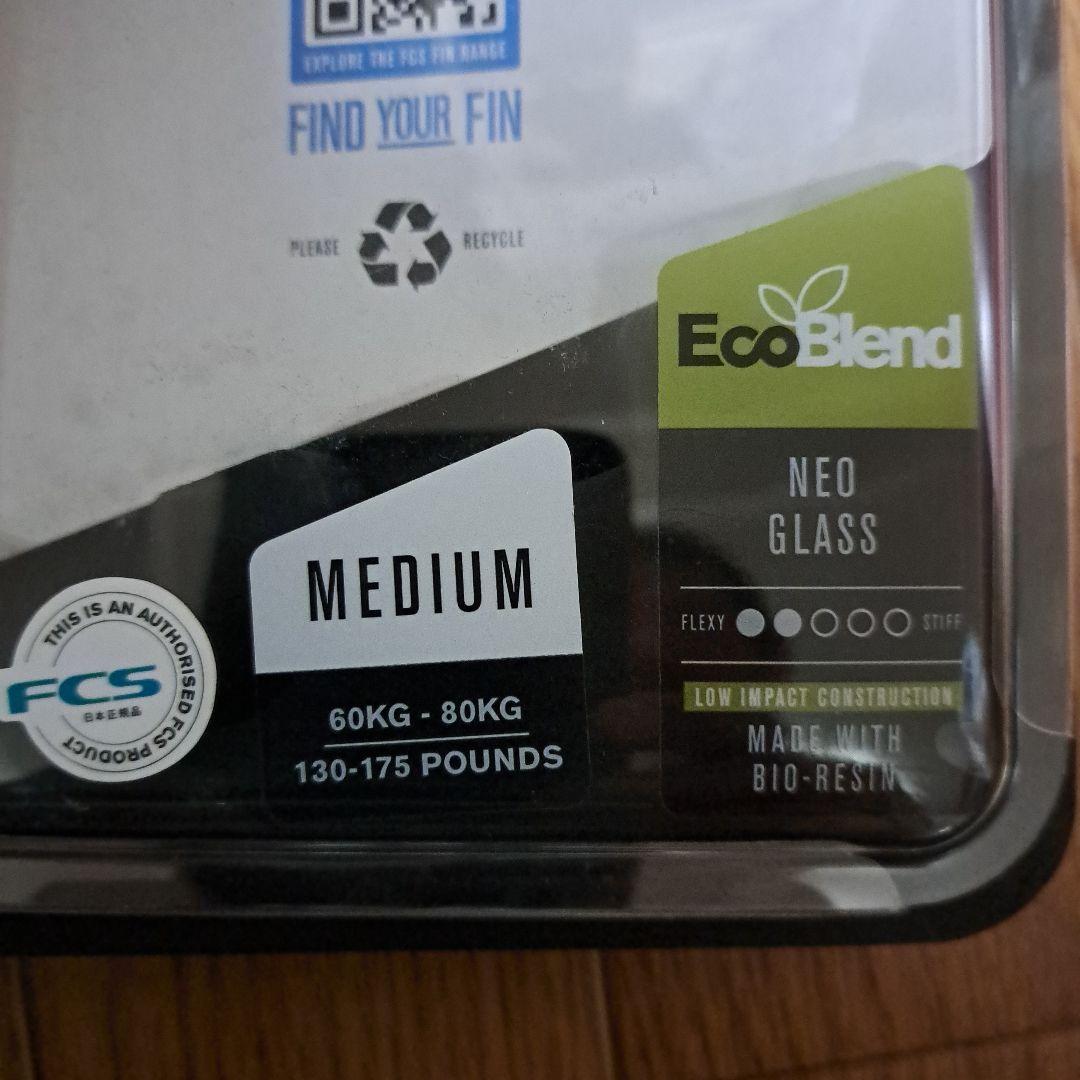 EXPLORE THE FCS FIN RANGE
FIND YOUR FIN
PLEASE RECYCLE
EcoBlend
NEO
GLASS
FLEXY STIFF
LOW IMPACT CONSTRUCTION
MADE WITH
BIO-RESIN
MEDIUM
60KG - 80KG
130-175 POUNDS
THIS IS AN AUTHORISED FCS PRODUCT
FCS
日本正規品